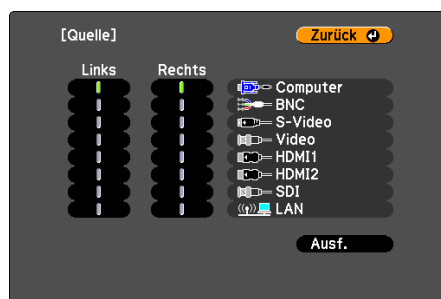 [Quelle] Zurück
Links Rechts
Computer
BNC
S-Video
Video
HDMI1
HDMI2
SDI
LAN
Ausf.